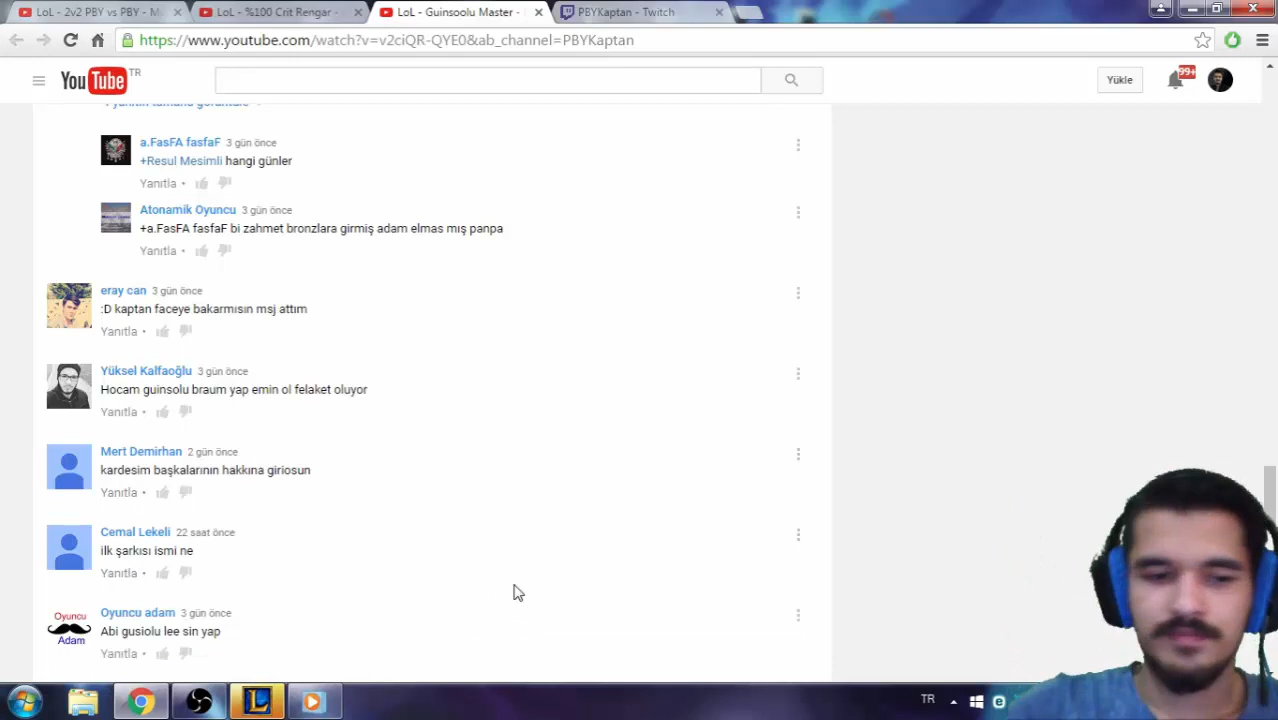 LoL - 2v2 PBY vs PBY - M
LoL - %100 Crit Rengar -
LoL - Guinsoolu Master -
PBYKaptan - Twitch
https://www.youtube.com/watch?v=v2ciQR-QYE0&ab_channel=PBYKaptan
YouTube TR
Yükle
99+
a.FasFA fasfaF 3 gün önce
+Resul Mesimli hangi günler
Yanıtla •
Atonamik Oyuncu 3 gün önce
+a.FasFA fasfaF bi zahmet bronzlara girmiş adam elmas mış panpa
Yanıtla •
eray can 3 gün önce
:D kaptan faceye bakarmısın msj attım
Yanıtla •
Yüksel Kalfaoğlu 3 gün önce
Hocam guinsolu braum yap emin ol felaket oluyor
Yanıtla •
Mert Demirhan 2 gün önce
kardesim başkalarının hakkına giriosun
Yanıtla •
Cemal Lekeli 22 saat önce
ilk şarkısı ismi ne
Yanıtla •
Oyuncu
Adam
Oyuncu adam 3 gün önce
Abi gusiolu lee sin yap
Yanıtla •
TR